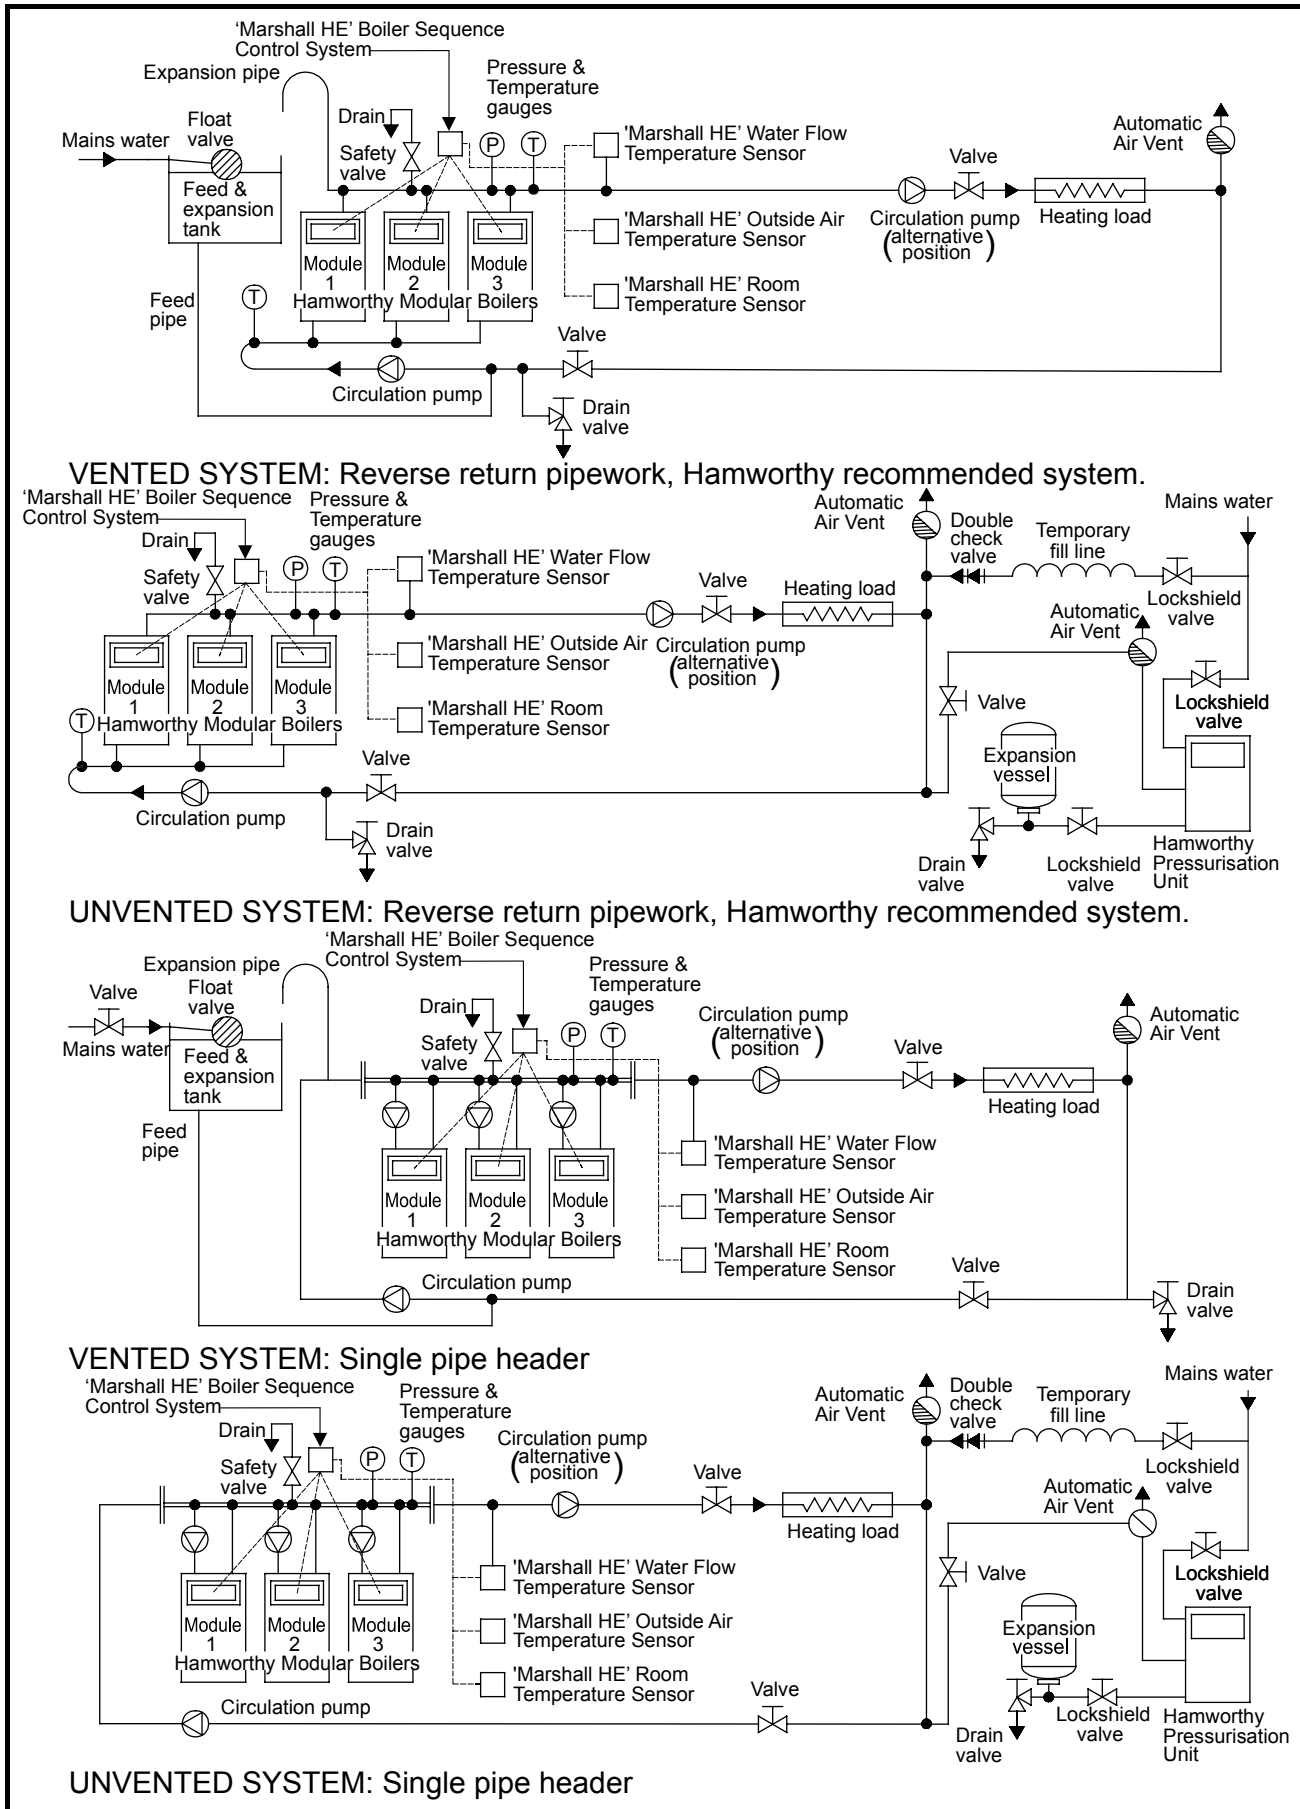 ‘Marshall HE’ Boiler Sequence
Control System
Expansion pipe
Pressure &
Temperature
gauges
Float
valve
Mains water
Drain
Safety
valve
P
T
'Marshall HE’ Water Flow
Temperature Sensor
Valve
Automatic
Air Vent
Feed &
expansion
tank
'Marshall HE’ Outside Air
Temperature Sensor
Circulation pump
(alternative
position)
Heating load
Module
1
Module
2
Module
3
Hamworthy Modular Boilers
'Marshall HE’ Room
Temperature Sensor
Feed
pipe
T
Valve
Circulation pump
Drain
valve
VENTED SYSTEM: Reverse return pipework, Hamworthy recommended system.
‘Marshall HE’ Boiler Sequence
Control System
Pressure &
Temperature
gauges
Drain
Safety
valve
P
T
'Marshall HE’ Water Flow
Temperature Sensor
Valve
Heating load
Automatic
Air Vent
Double
check
valve
Temporary
fill line
Mains water
Lockshield
valve
Automatic
Air Vent
'Marshall HE’ Outside Air
Temperature Sensor
Circulation pump
(alternative
position)
Module
1
Module
2
Module
3
Hamworthy Modular Boilers
T
'Marshall HE’ Room
Temperature Sensor
Valve
Lockshield
valve
Expansion
vessel
Valve
Circulation pump
Drain
valve
Drain
valve
Lockshield
valve
Hamworthy
Pressurisation
Unit
UNVENTED SYSTEM: Reverse return pipework, Hamworthy recommended system.
‘Marshall HE’ Boiler Sequence
Control System
Expansion pipe
Pressure &
Temperature
gauges
Valve
Float
valve
Mains water
Drain
Safety
valve
P
T
Circulation pump
(alternative
position)
Valve
Automatic
Air Vent
Feed &
expansion
tank
Heating load
Feed
pipe
'Marshall HE’ Water Flow
Temperature Sensor
Module
1
Module
2
Module
3
Hamworthy Modular Boilers
'Marshall HE’ Outside Air
Temperature Sensor
'Marshall HE’ Room
Temperature Sensor
Valve
Circulation pump
Drain
valve
VENTED SYSTEM: Single pipe header
‘Marshall HE’ Boiler Sequence
Control System
Pressure &
Temperature
gauges
Drain
Safety
valve
P
T
Circulation pump
(alternative
position)
Valve
Heating load
Automatic
Air Vent
Double
check
valve
Temporary
fill line
Mains water
Lockshield
valve
Automatic
Air Vent
'Marshall HE’ Water Flow
Temperature Sensor
Valve
Lockshield
valve
Module
1
Module
2
Module
3
Hamworthy Modular Boilers
'Marshall HE’ Outside Air
Temperature Sensor
Expansion
vessel
'Marshall HE’ Room
Temperature Sensor
Valve
Circulation pump
Drain
valve
Lockshield
valve
Hamworthy
Pressurisation
Unit
UNVENTED SYSTEM: Single pipe header